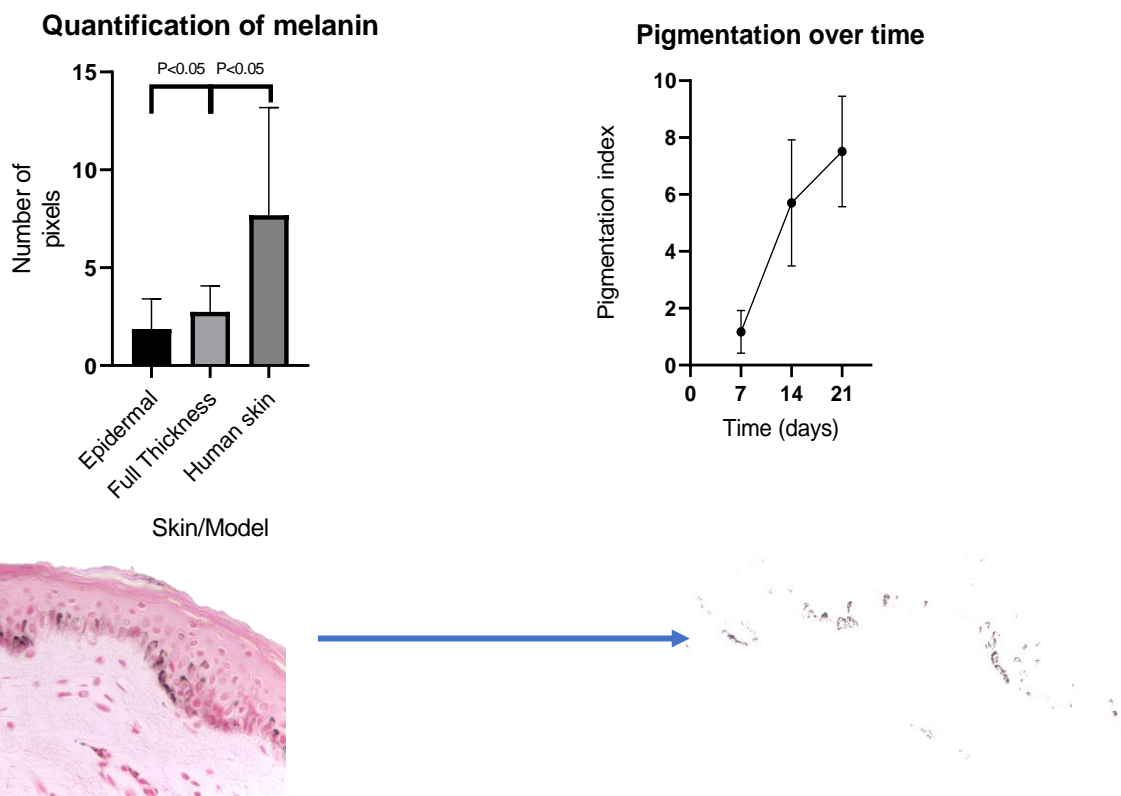 Quantification of melanin
P<0.05 P<0.05
15
10
5
0
Number of
pixels
Epidermal
Full Thickness
Human skin
Skin/Model
Pigmentation over time
10
8
6
4
2
0
Pigmentation index
0 7 14 21
Time (days)